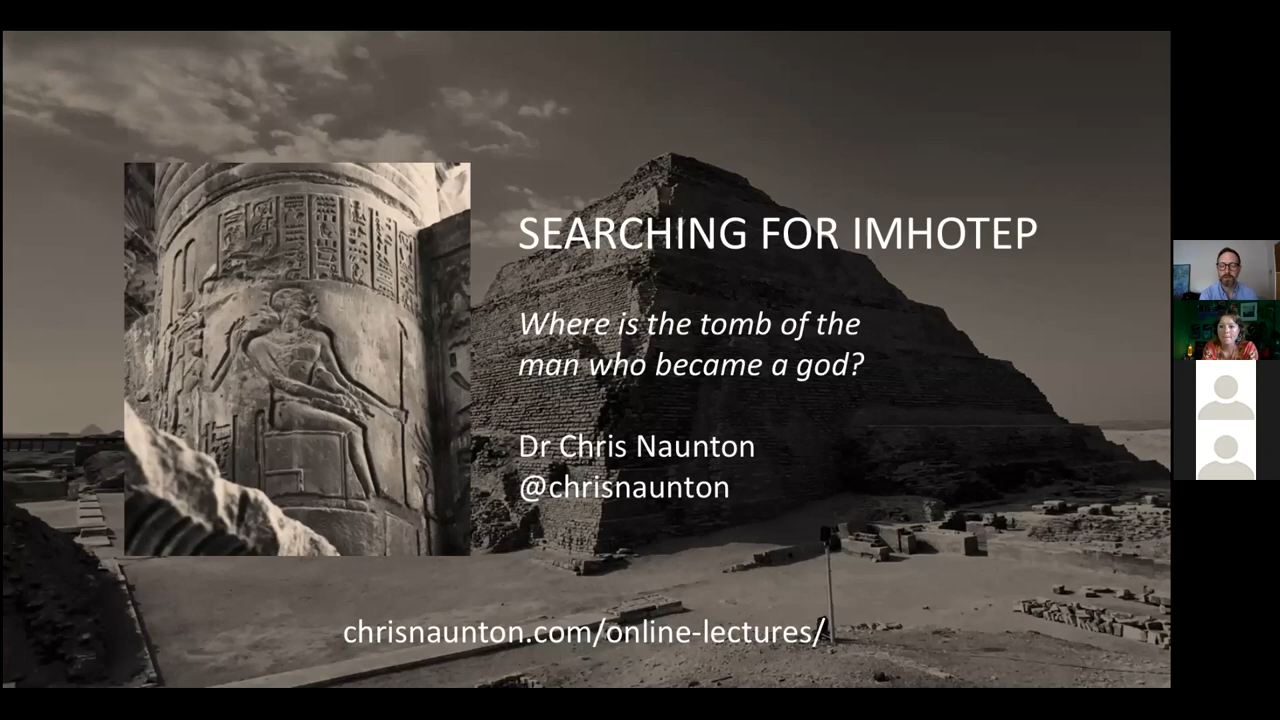 SEARCHING FOR IMHOTEP
Where is the tomb of the
man who became a god?
Dr Chris Naunton
@chrisnaunton
chrisnaunton.com/online-lectures/